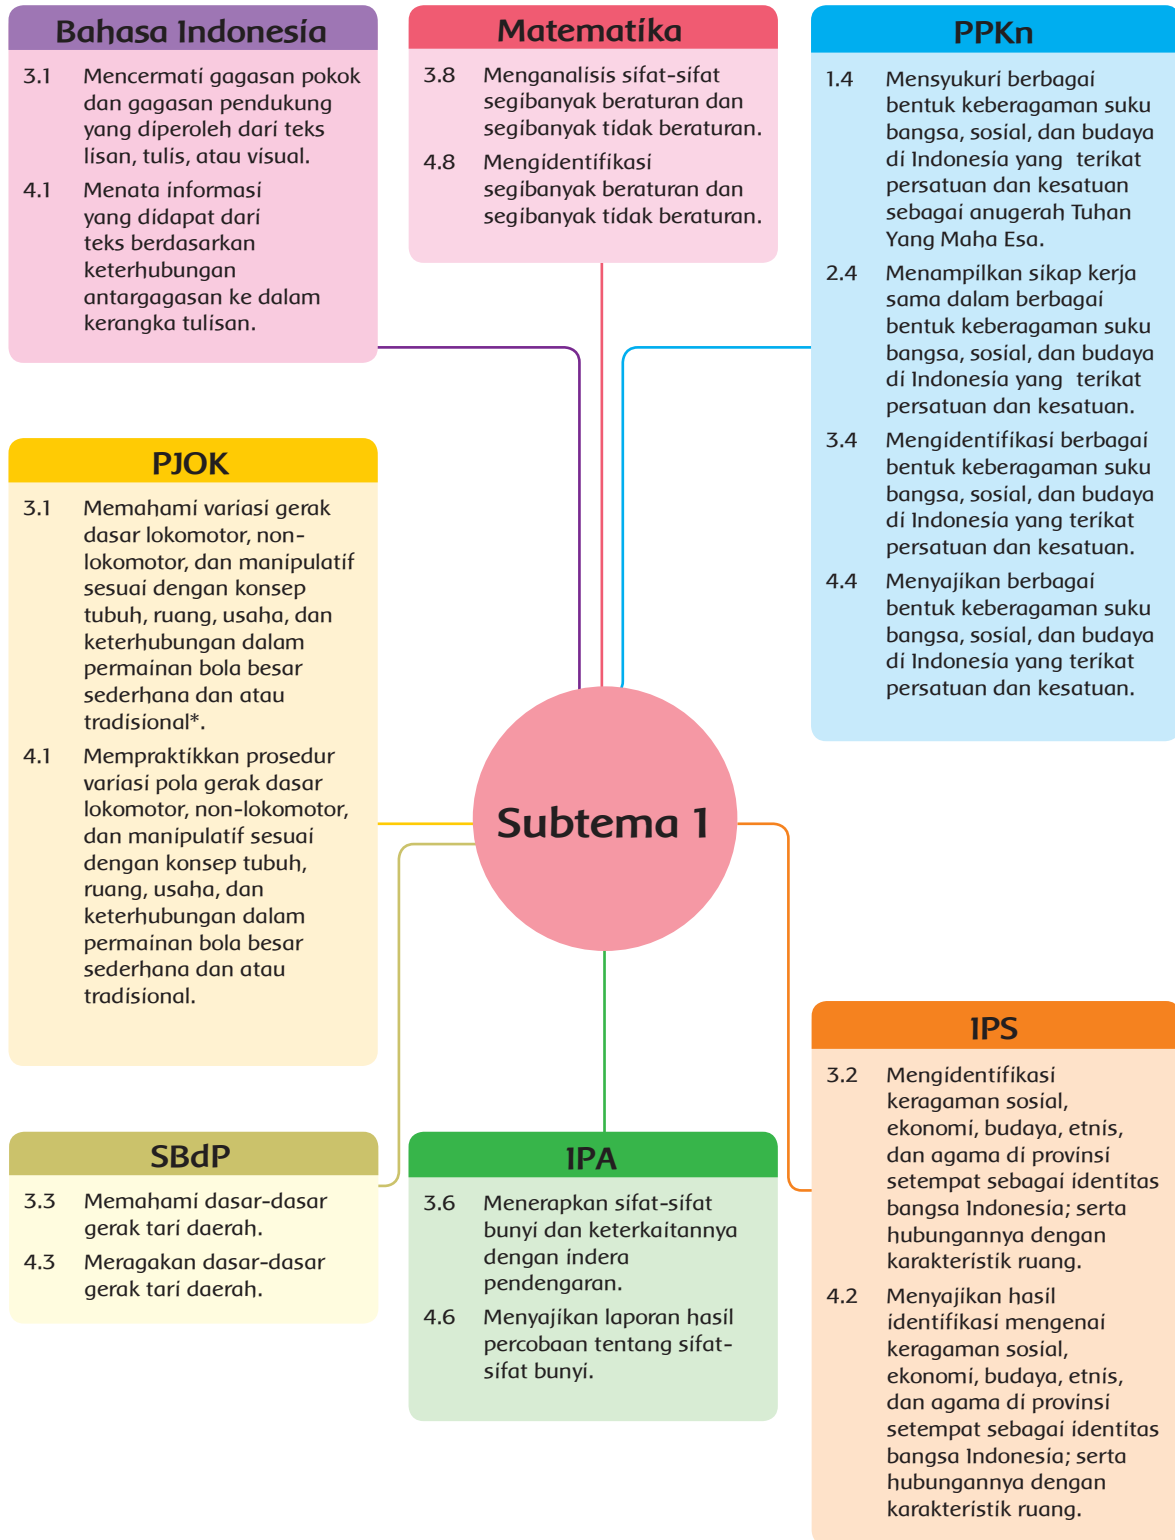 Bahasa Indonesia
3.1 Mencermati gagasan pokok
dan gagasan pendukung
yang diperoleh dari teks
lisan, tulis, atau visual.
4.1 Menata informasi
yang didapat dari
teks berdasarkan
keterhubungan
antargagasan ke dalam
kerangka tulisan.
Matematika
3.8 Menganalisis sifat-sifat
segibanyak beraturan dan
segibanyak tidak beraturan.
4.8 Mengidentifikasi
segibanyak beraturan dan
segibanyak tidak beraturan.
PPKn
1.4 Mensyukuri berbagai
bentuk keberagaman suku
bangsa, sosial, dan budaya
di Indonesia yang terikat
persatuan dan kesatuan
sebagai anugerah Tuhan
Yang Maha Esa.
2.4 Menampilkan sikap kerja
sama dalam berbagai
bentuk keberagaman suku
bangsa, sosial, dan budaya
di Indonesia yang terikat
persatuan dan kesatuan.
3.4 Mengidentifikasi berbagai
bentuk keberagaman suku
bangsa, sosial, dan budaya
di Indonesia yang terikat
persatuan dan kesatuan.
4.4 Menyajikan berbagai
bentuk keberagaman suku
bangsa, sosial, dan budaya
di Indonesia yang terikat
persatuan dan kesatuan.
PJOK
3.1 Memahami variasi gerak
dasar lokomotor, non-
lokomotor, dan manipulatif
sesuai dengan konsep
tubuh, ruang, usaha, dan
keterhubungan dalam
permainan bola besar
sederhana dan atau
tradisional*.
4.1 Mempraktikkan prosedur
variasi pola gerak dasar
lokomotor, non-lokomotor,
dan manipulatif sesuai
dengan konsep tubuh,
ruang, usaha, dan
keterhubungan dalam
permainan bola besar
sederhana dan atau
tradisional.
Subtema 1
SBdP
3.3 Memahami dasar-dasar
gerak tari daerah.
4.3 Meragakan dasar-dasar
gerak tari daerah.
IPA
3.6 Menerapkan sifat-sifat
bunyi dan keterkaitannya
dengan indera
pendengaran.
4.6 Menyajikan laporan hasil
percobaan tentang sifat-
sifat bunyi.
IPS
3.2 Mengidentifikasi
keragaman sosial,
ekonomi, budaya, etnis,
dan agama di provinsi
setempat sebagai identitas
bangsa Indonesia; serta
hubungannya dengan
karakteristik ruang.
4.2 Menyajikan hasil
identifikasi mengenai
keragaman sosial,
ekonomi, budaya, etnis,
dan agama di provinsi
setempat sebagai identitas
bangsa Indonesia; serta
hubungannya dengan
karakteristik ruang.